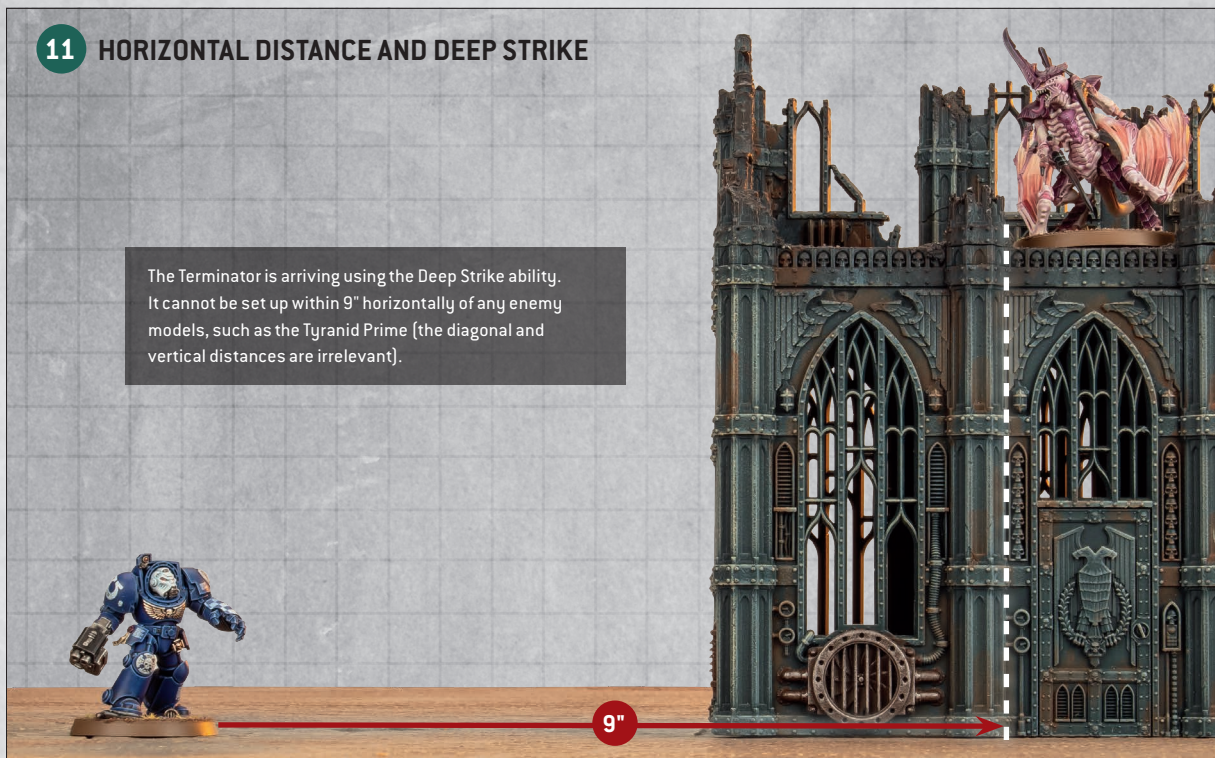 11 HORIZONTAL DISTANCE AND DEEP STRIKE
The Terminator is arriving using the Deep Strike ability.
It cannot be set up within 9" horizontally of any enemy
models, such as the Tyranid Prime (the diagonal and
vertical distances are irrelevant).
9"